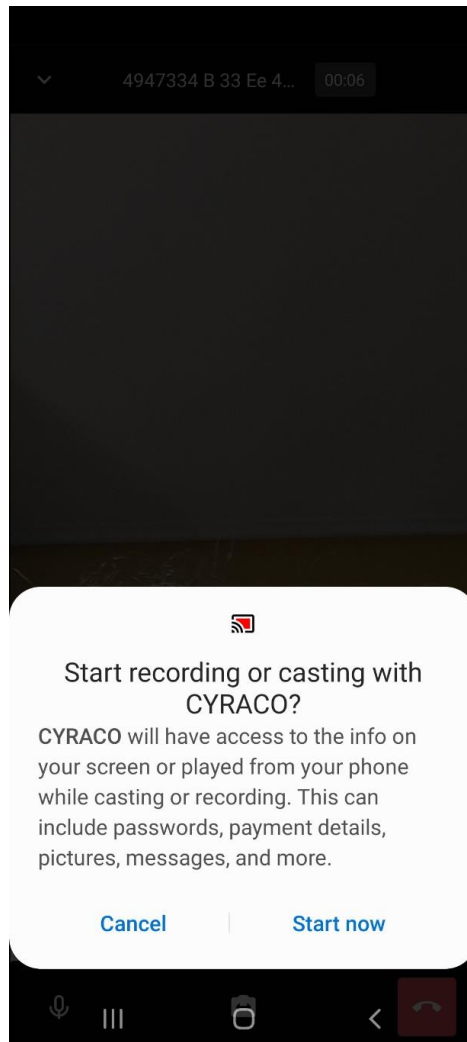 4947334 B 33 Ee 4... 00:06
Start recording or casting with
CYRACO?
CYRACO will have access to the info on
your screen or played from your phone
while casting or recording. This can
include passwords, payment details,
pictures, messages, and more.
Cancel Start now